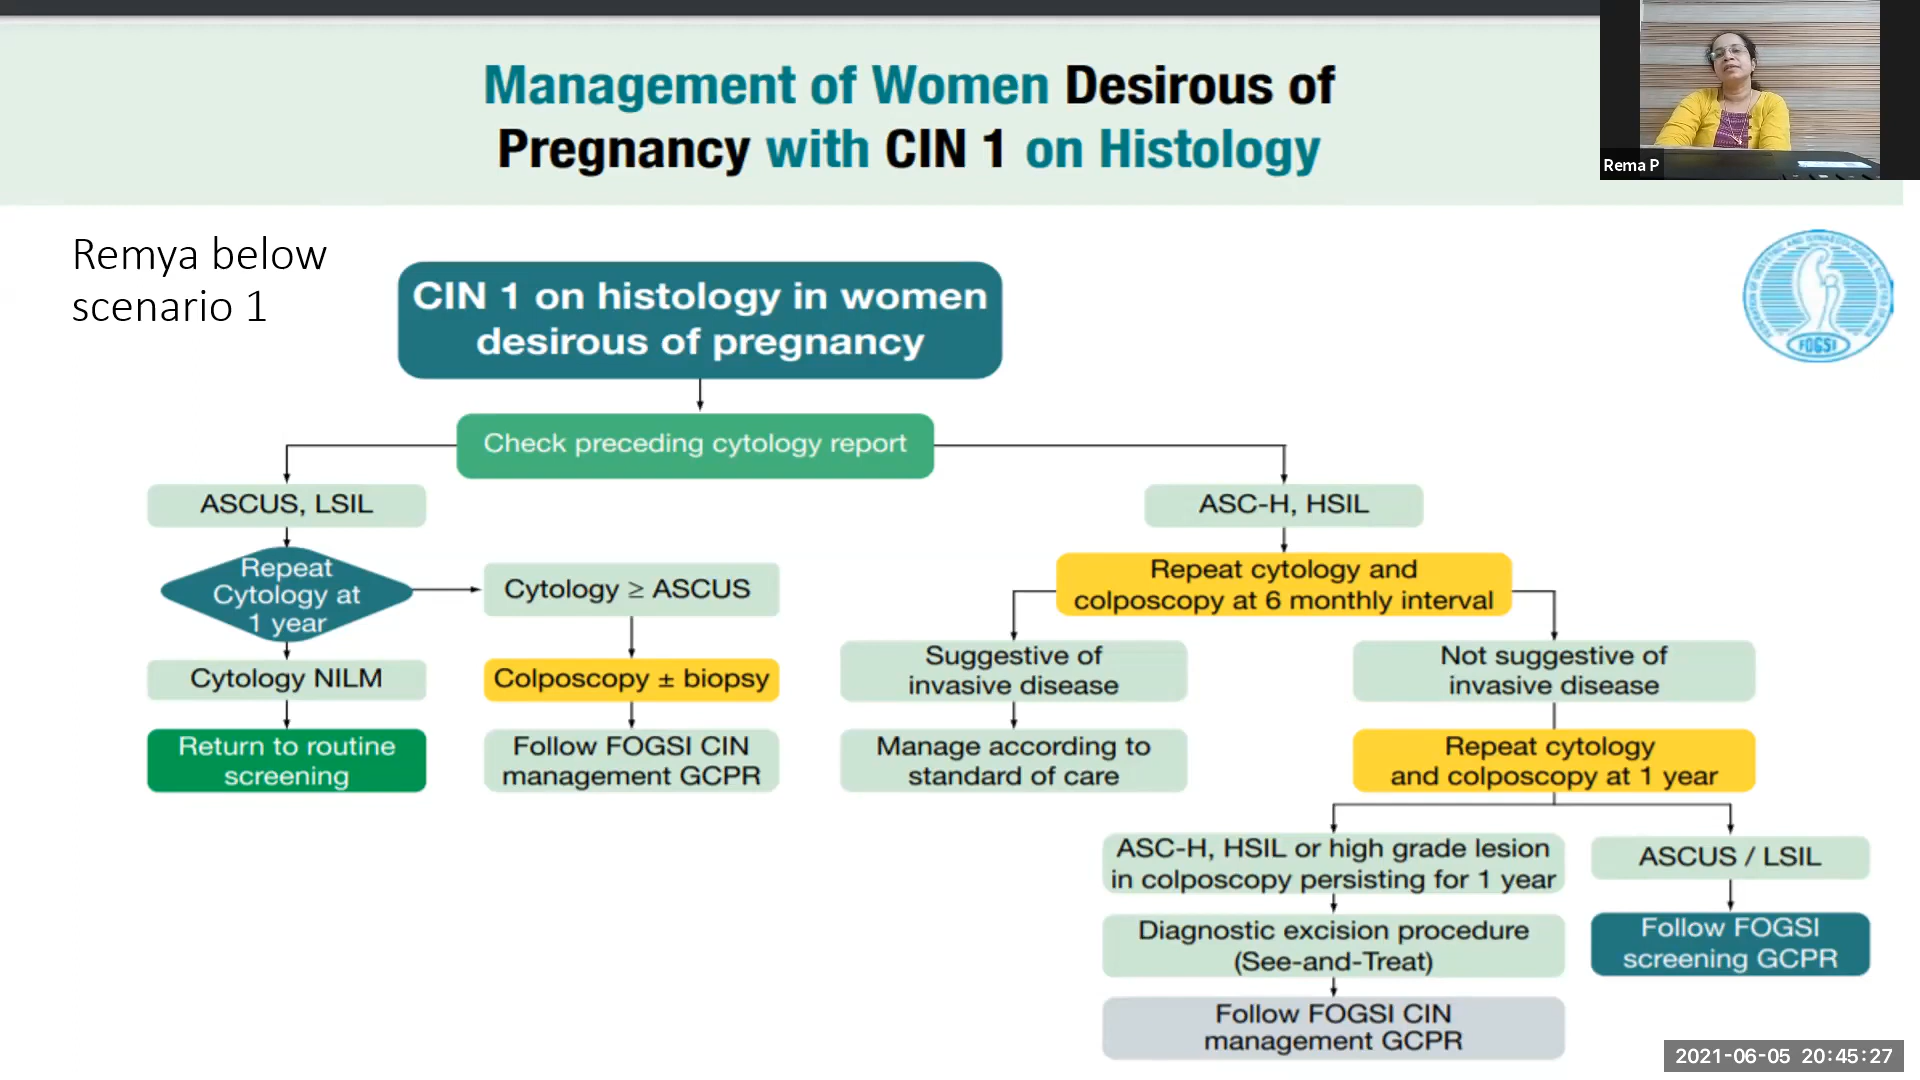 Management of Women Desirous of
Pregnancy with CIN 1 on Histology
Rema P
Remya below
scenario 1
FOGSI
CIN 1 on histology in women
desirous of pregnancy
Check preceding cytology report
ASCUS, LSIL
ASC-H, HSIL
Repeat
Cytology at
1 year
Cytology ≥ ASCUS
Repeat cytology and
colposcopy at 6 monthly interval
Cytology NILM
Colposcopy ± biopsy
Suggestive of
invasive disease
Not suggestive of
invasive disease
Return to routine
screening
Follow FOGSI CIN
management GCPR
Manage according to
standard of care
Repeat cytology
and colposcopy at 1 year
ASC-H, HSIL or high grade lesion
in colposcopy persisting for 1 year
ASCUS / LSIL
Diagnostic excision procedure
(See-and-Treat)
Follow FOGSI
screening GCPR
Follow FOGSI CIN
management GCPR
2021-06-05 20:45:27